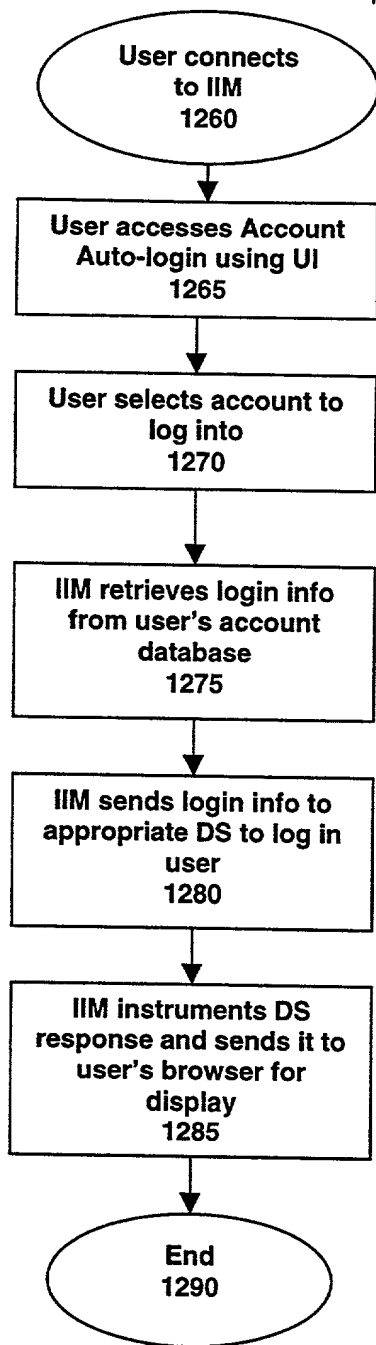 User connects
to IIM
1260
User accesses Account
Auto-login using UI
1265
User selects account to
log into
1270
IIM retrieves login info
from user's account
database
1275
IIM sends login info to
appropriate DS to log in
user
1280
IIM instruments DS
response and sends it to
user's browser for
display
1285
End
1290